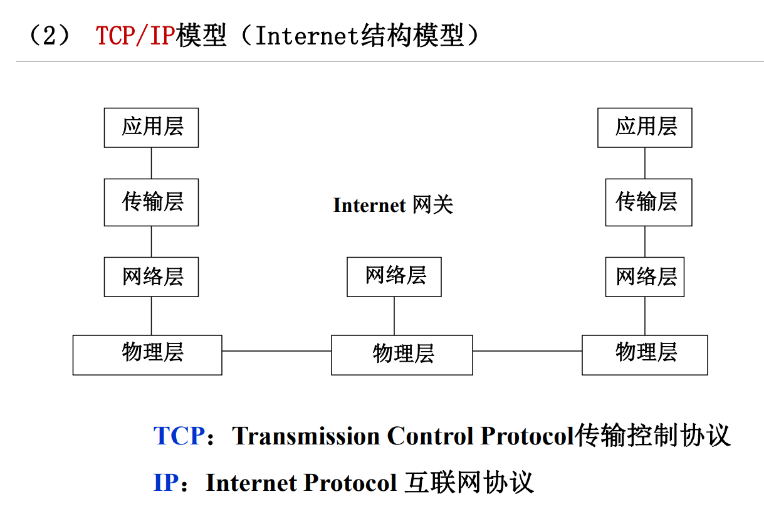 （2） TCP/IP模型（Internet结构模型）
应用层 应用层
传输层 Internet 网关 传输层
网络层 网络层 网络层
物理层 物理层 物理层
TCP：Transmission Control Protocol传输控制协议
IP：Internet Protocol 互联网协议